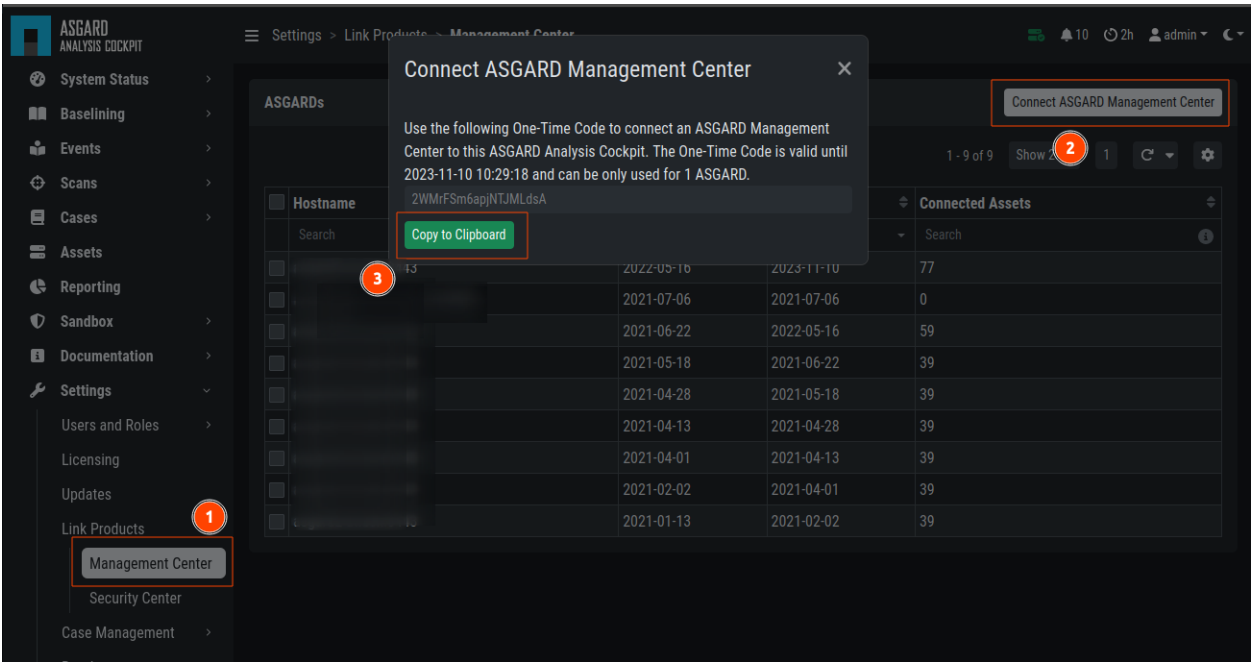 ASGARD
ANALYSIS COCKPIT
Settings > Link Products > Management Center
10 2h admin
System Status
Baselining
Events
Scans
Cases
Assets
Reporting
Sandbox
Documentation
Settings
Users and Roles
Licensing
Updates
Link Products
1
Management Center
Security Center
Case Management
Connect ASGARD Management Center
Use the following One-Time Code to connect an ASGARD Management
Center to this ASGARD Analysis Cockpit. The One-Time Code is valid until
2023-11-10 10:29:18 and can be only used for 1 ASGARD.
2WMrFSm6apjNTJMLdsA
Copy to Clipboard
3
ASGARDs
Connect ASGARD Management Center
2
1 - 9 of 9 Show 1
Hostname Connected Assets
Search Search
43 2022-05-16 2023-11-10 77
2021-07-06 2021-07-06 0
2021-06-22 2022-05-16 59
2021-05-18 2021-06-22 39
2021-04-28 2021-05-18 39
2021-04-13 2021-04-28 39
2021-04-01 2021-04-13 39
2021-02-02 2021-04-01 39
2021-01-13 2021-02-02 39